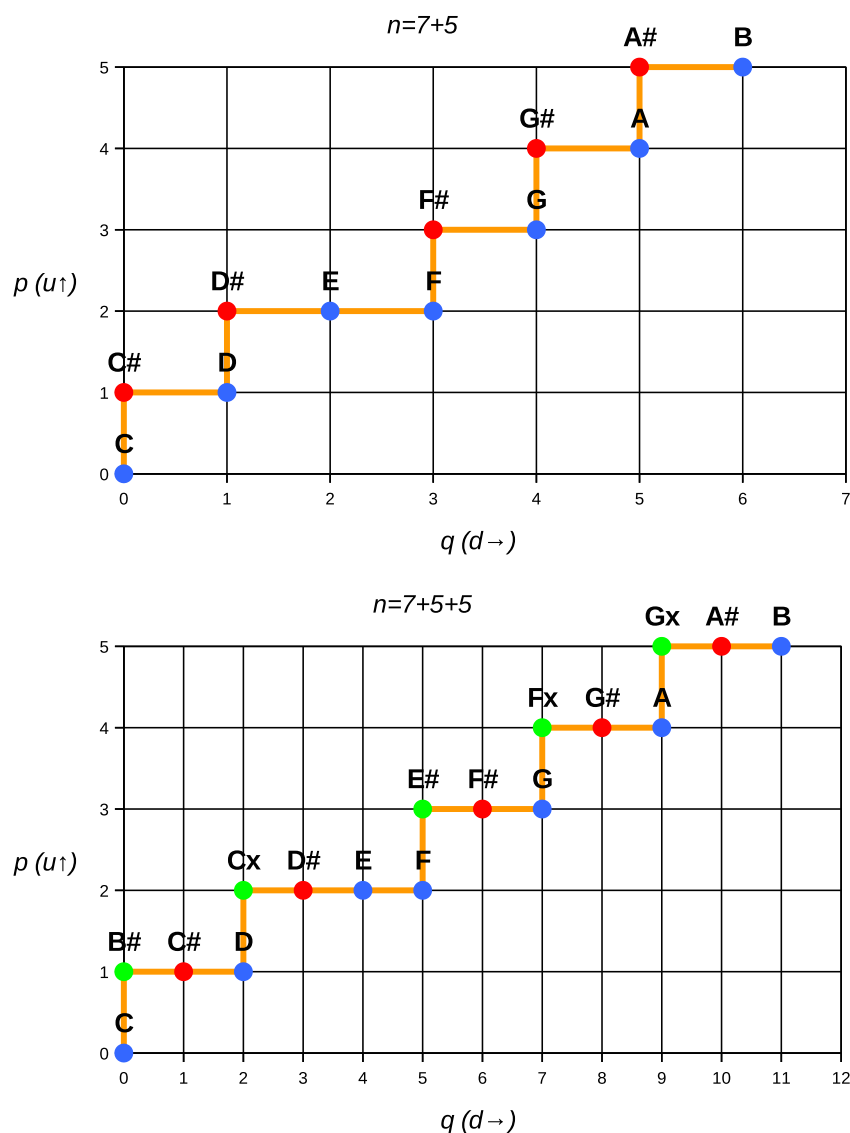 n=7+5
A# B
5
G# A
4
F# G
3
p (u↑)
D# E F
2
C# D
1
C
0
0 1 2 3 4 5 6 7
q (d→)
n=7+5+5
Gx A# B
5
Fx G# A
4
E# F# G
3
p (u↑)
Cx D# E F
2
B# C# D
1
C
0
0 1 2 3 4 5 6 7 8 9 10 11 12
q (d→)